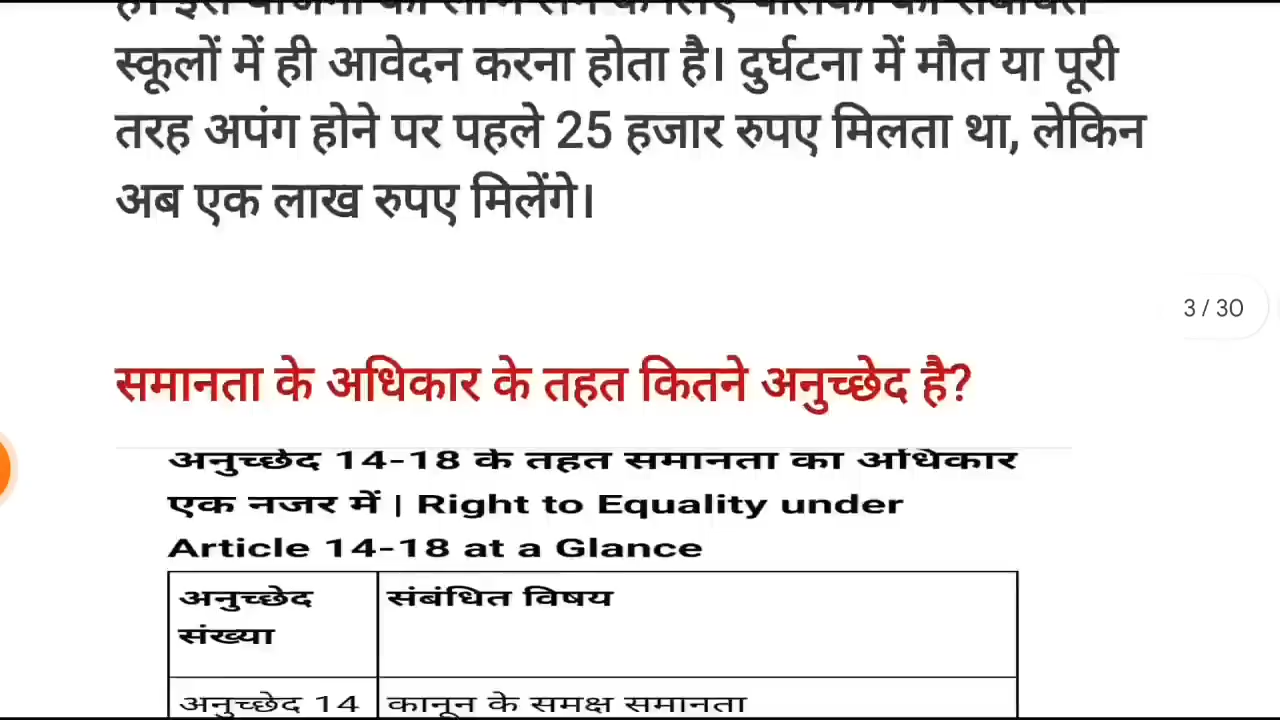 स्कूलों में ही आवेदन करना होता है। दुर्घटना में मौत या पूरी
तरह अपंग होने पर पहले 25 हजार रुपए मिलता था, लेकिन
अब एक लाख रुपए मिलेंगे।
3 / 30
समानता के अधिकार के तहत कितने अनुच्छेद है?
अनुच्छेद 14-18 के तहत समानता का अधिकार
एक नजर में | Right to Equality under
Article 14-18 at a Glance
अनुच्छेद संबंधित विषय
संख्या
अनुच्छेद 14 कानून के समक्ष समानता